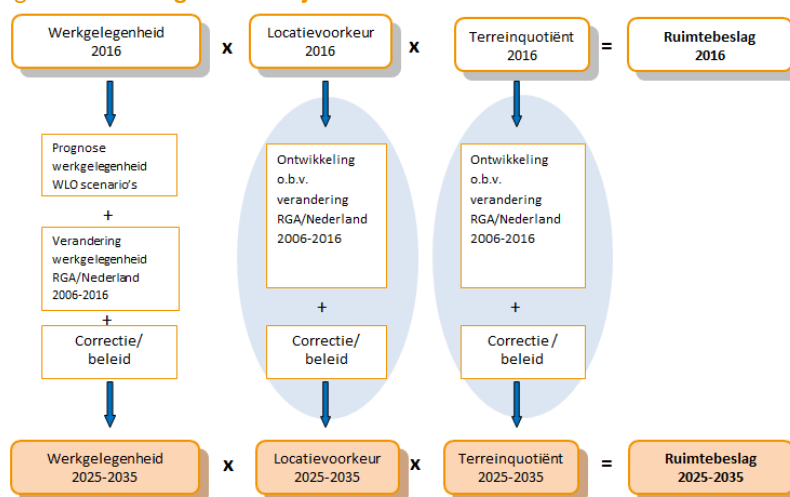 Werkgelegenheid
2016
x
Locatievoorkeur
2016
x
Terreinquotiënt
2016
=
Ruimtebeslag
2016
Prognose
werkgelegenheid
WLO scenario's
+
Verandering
werkgelegenheid
RGA/Nederland
2006-2016
+
Correctie/
beleid
Ontwikkeling
o.b.v.
verandering
RGA/Nederland
2006-2016
+
Correctie/
beleid
Ontwikkeling
o.b.v.
verandering
RGA/Nederland
2006-2016
+
Correctie/
beleid
Werkgelegenheid
2025-2035
x
Locatievoorkeur
2025-2035
x
Terreinquotiënt
2025-2035
=
Ruimtebeslag
2025-2035